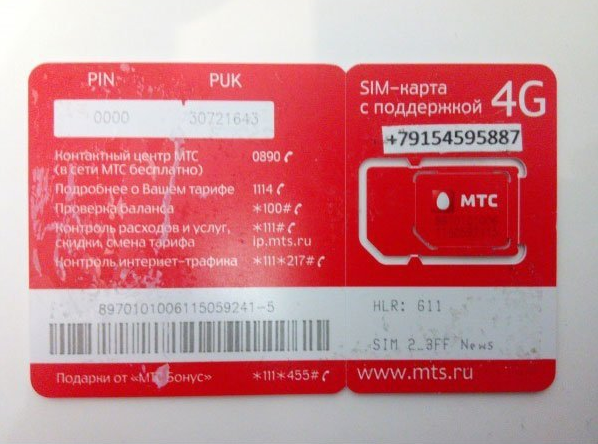 PIN PUK
0000 30721643
Контактный центр МТС 0890
(в сети МТС бесплатно)
Подробнее о Вашем тарифе 1114
Проверка баланса *100#
Контроль расходов и услуг, *111#
скидки, смена тарифа ip.mts.ru
Контроль интернет-трафика *111*217#
8970101006115059241-5
Подарки от «МТС Бонус» *111*455#
SIM-карта
с поддержкой 4G
+79154595887
МТС
HLR: 611
SIM 2_3FF News
www.mts.ru